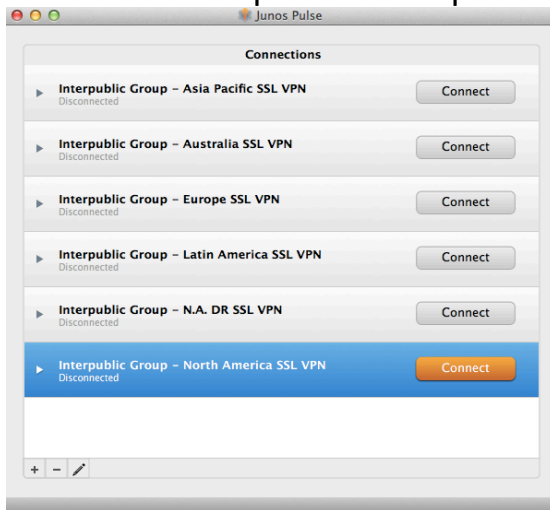 Junos Pulse
Connections
Interpublic Group – Asia Pacific SSL VPN
Disconnected
Connect
Interpublic Group – Australia SSL VPN
Disconnected
Connect
Interpublic Group – Europe SSL VPN
Disconnected
Connect
Interpublic Group – Latin America SSL VPN
Disconnected
Connect
Interpublic Group – N.A. DR SSL VPN
Disconnected
Connect
Interpublic Group – North America SSL VPN
Disconnected
Connect